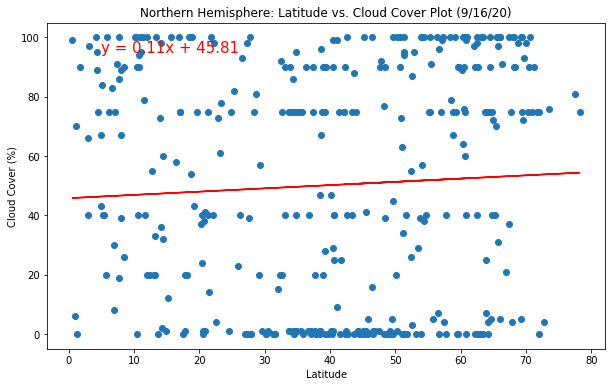 Northern Hemisphere: Latitude vs. Cloud Cover Plot (9/16/20)
y = 0.11x + 45.81
100
80
60
40
20
0
Cloud Cover (%)
0 10 20 30 40 50 60 70 80
Latitude